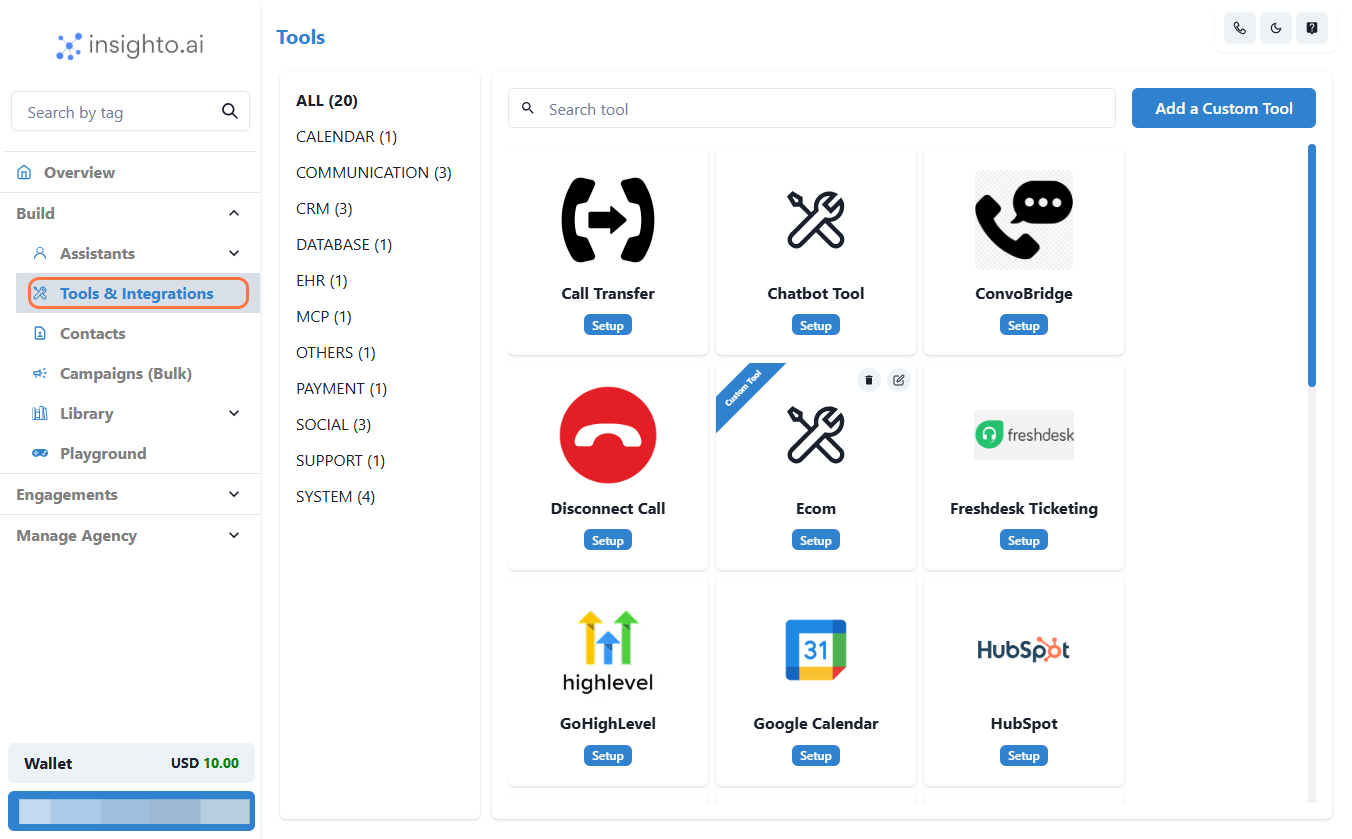 insighto.ai
Search by tag
Overview
Build
Assistants
Tools & Integrations
Contacts
Campaigns (Bulk)
Library
Playground
Engagements
Manage Agency
Wallet USD 10.00
Tools
ALL (20)
CALENDAR (1)
COMMUNICATION (3)
CRM (3)
DATABASE (1)
EHR (1)
MCP (1)
OTHERS (1)
PAYMENT (1)
SOCIAL (3)
SUPPORT (1)
SYSTEM (4)
Search tool
Add a Custom Tool
Call Transfer
Setup
Chatbot Tool
Setup
ConvoBridge
Setup
Disconnect Call
Setup
Custom Tool
Ecom
Setup
freshdesk
Freshdesk Ticketing
Setup
highlevel
GoHighLevel
Setup
31
Google Calendar
Setup
HubSpot
HubSpot
Setup